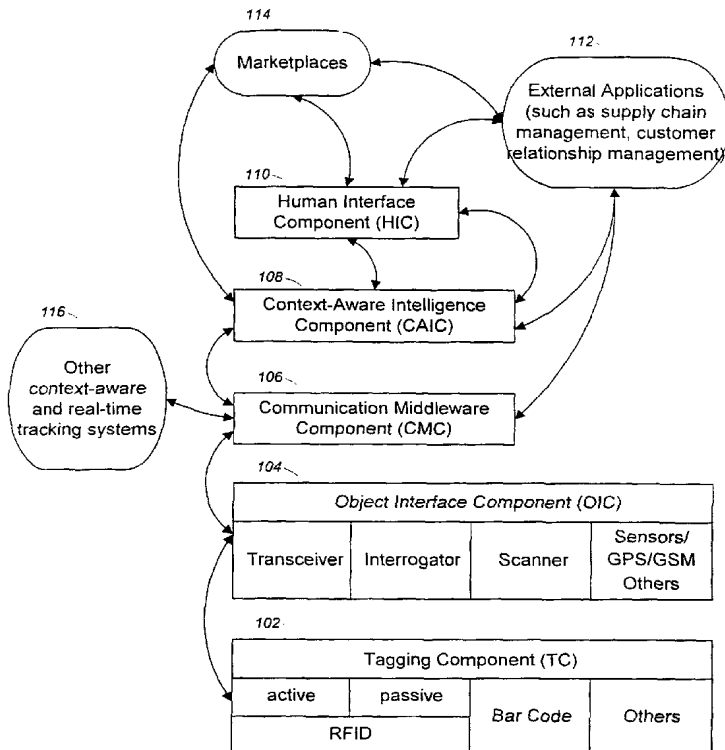 114
Marketplaces
112
External Applications
(such as supply chain
management, customer
relationship management)
110
Human Interface
Component (HIC)
108
Context-Aware Intelligence
Component (CAIC)
116
Other
context-aware
and real-time
tracking systems
106
Communication Middleware
Component (CMC)
104
Object Interface Component (OIC)
Transceiver
Interrogator
Scanner
Sensors/
GPS/GSM
Others
102
Tagging Component (TC)
active
passive
RFID
Bar Code
Others